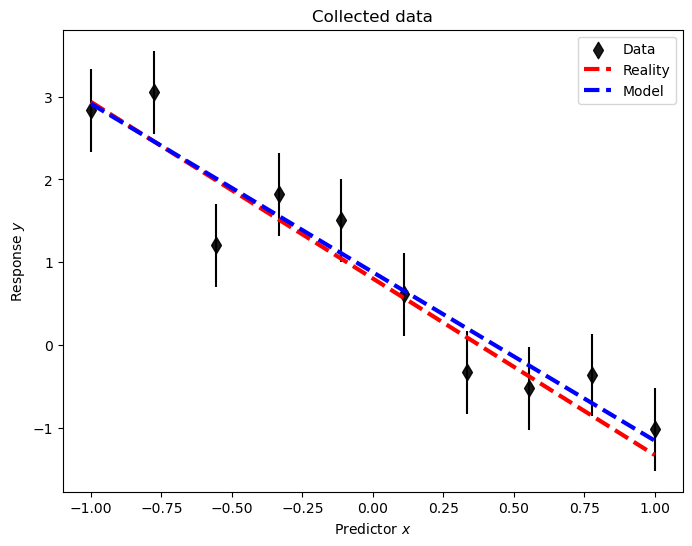 Collected data
Data
Reality
Model
Response y
3
2
1
0
−1
−1.00 −0.75 −0.50 −0.25 0.00 0.25 0.50 0.75 1.00
Predictor x